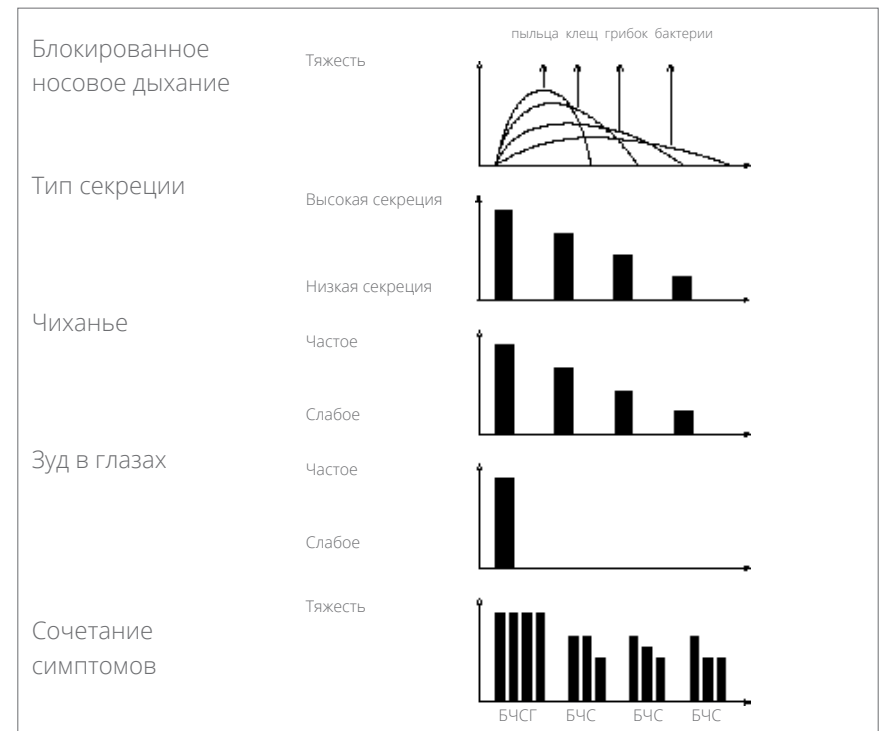 пыльца клещ грибок бактерии
Блокированное
носовое дыхание
Тяжесть
Тип секреции
Высокая секреция
Низкая секреция
Чиханье
Частое
Слабое
Зуд в глазах
Частое
Слабое
Сочетание
симптомов
Тяжесть
БЧСГ БЧС БЧС БЧС